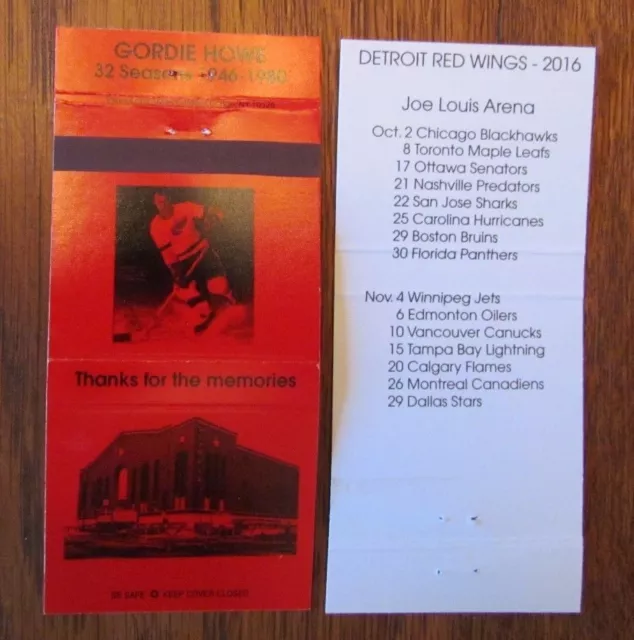 GORDIE HOWE
32 Seasons 1946-1980
Thanks for the memories
BE SAFE ✪ KEEP COVER CLOSED
DETROIT RED WINGS - 2016
Joe Louis Arena
Oct. 2 Chicago Blackhawks
8 Toronto Maple Leafs
17 Ottawa Senators
21 Nashville Predators
22 San Jose Sharks
25 Carolina Hurricanes
29 Boston Bruins
30 Florida Panthers
Nov. 4 Winnipeg Jets
6 Edmonton Oilers
10 Vancouver Canucks
15 Tampa Bay Lightning
20 Calgary Flames
26 Montreal Canadiens
29 Dallas Stars